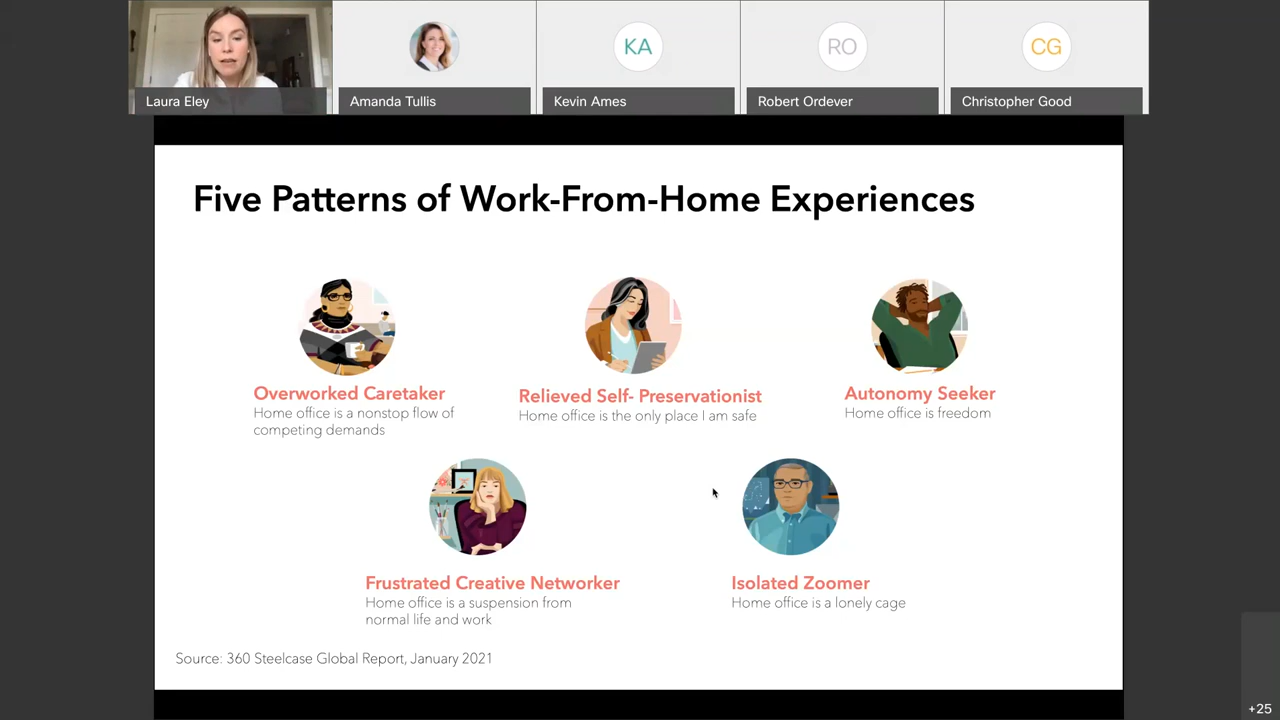 KA
RO
CG
Laura Eley
Amanda Tullis
Kevin Ames
Robert Ordever
Christopher Good
Five Patterns of Work-From-Home Experiences
Overworked Caretaker
Home office is a nonstop flow of
competing demands
Relieved Self- Preservationist
Home office is the only place I am safe
Autonomy Seeker
Home office is freedom
Frustrated Creative Networker
Home office is a suspension from
normal life and work
Isolated Zoomer
Home office is a lonely cage
Source: 360 Steelcase Global Report, January 2021
+25